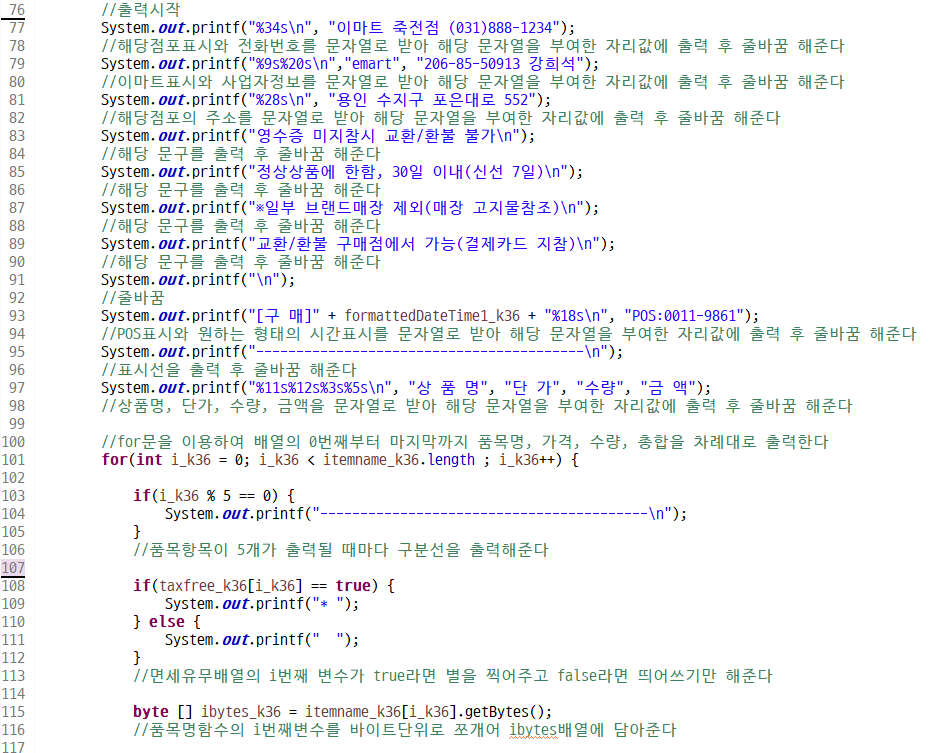 76 //출력시작
77 System.out.printf("%34s\n", "이마트 죽전점 (031)888-1234");
78 //해당점포표시와 전화번호를 문자열로 받아 해당 문자열을 부여한 자리값에 출력 후 줄바꿈 해준다
79 System.out.printf("%9s%20s\n","emart", "206-85-50913 강희석");
80 //이마트표시와 사업자정보를 문자열로 받아 해당 문자열을 부여한 자리값에 출력 후 줄바꿈 해준다
81 System.out.printf("%28s\n", "용인 수지구 포은대로 552");
82 //해당점포의 주소를 문자열로 받아 해당 문자열을 부여한 자리값에 출력 후 줄바꿈 해준다
83 System.out.printf("영수증 미지참시 교환/환불 불가\n");
84 //해당 문구를 출력 후 줄바꿈 해준다
85 System.out.printf("정상상품에 한함, 30일 이내(신선 7일)\n");
86 //해당 문구를 출력 후 줄바꿈 해준다
87 System.out.printf("※일부 브랜드매장 제외(매장 고지물참조)\n");
88 //해당 문구를 출력 후 줄바꿈 해준다
89 System.out.printf("교환/환불 구매점에서 가능(결제카드 지참)\n");
90 //해당 문구를 출력 후 줄바꿈 해준다
91 System.out.printf("\n");
92 //줄바꿈
93 System.out.printf("[구 매]" + formattedDateTime1_k36 + "%18s\n", "POS:0011-9861");
94 //POS표시와 원하는 형태의 시간표시를 문자열로 받아 해당 문자열을 부여한 자리값에 출력 후 줄바꿈 해준다
95 System.out.printf("-----------------------------------------\n");
96 //표시선을 출력 후 줄바꿈 해준다
97 System.out.printf("%11s%12s%3s%5s\n", "상 품 명", "단 가", "수량", "금 액");
98 //상품명, 단가, 수량, 금액을 문자열로 받아 해당 문자열을 부여한 자리값에 출력 후 줄바꿈 해준다
99
100 //for문을 이용하여 배열의 0번째부터 마지막까지 품목명, 가격, 수량, 총합을 차례대로 출력한다
101 for(int i_k36 = 0; i_k36 < itemname_k36.length ; i_k36++) {
102
103 if(i_k36 % 5 == 0) {
104 System.out.printf("-----------------------------------------\n");
105 }
106 //품목항목이 5개가 출력될 때마다 구분선을 출력해준다
107
108 if(taxfree_k36[i_k36] == true) {
109 System.out.printf("* ");
110 } else {
111 System.out.printf("  ");
112 }
113 //면세유무배열의 i번째 변수가 true라면 별을 찍어주고 false라면 띄어쓰기만 해준다
114
115 byte [] ibytes_k36 = itemname_k36[i_k36].getBytes();
116 //품목명함수의 i번째변수를 바이트단위로 쪼개어 ibytes배열에 담아준다
117